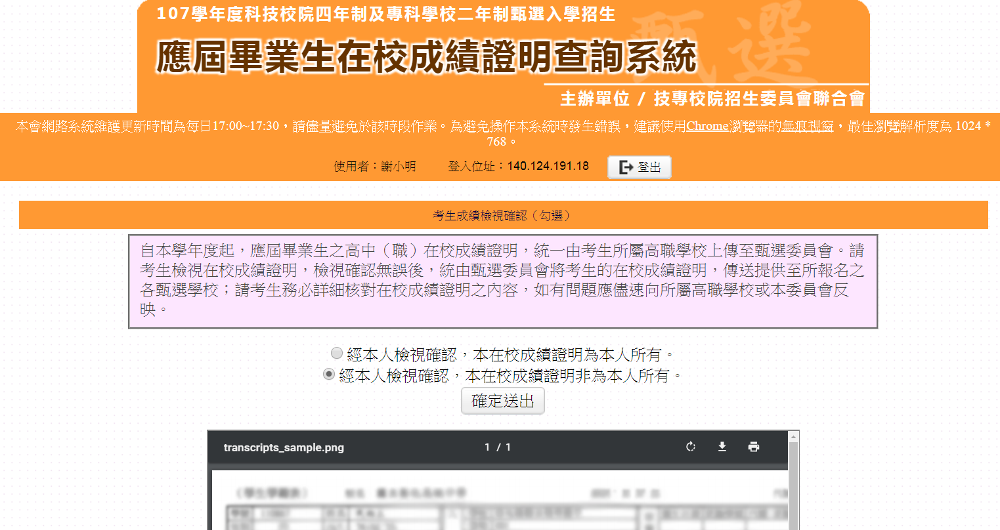 107學年度科技校院四年制及專科學校二年制甄選入學招生
甄選
應屆畢業生在校成績證明查詢系統
主辦單位 / 技專校院招生委員會聯合會
本會網路系統維護更新時間為每日17:00~17:30，請儘量避免於該時段作業。為避免操作本系統時發生錯誤，建議使用Chrome瀏覽器的無痕視窗，最佳瀏覽解析度為 1024 *
768。
使用者：謝小明 登入位址：140.124.191.18 登出
考生成績檢視確認（勾選）
自本學年度起，應屆畢業生之高中（職）在校成績證明，統一由考生所屬高職學校上傳至甄選委員會。請
考生檢視在校成績證明，檢視確認無誤後，統由甄選委員會將考生的在校成績證明，傳送提供至所報名之
各甄選學校；請考生務必詳細核對在校成績證明之內容，如有問題應儘速向所屬高職學校或本委員會反
映。
經本人檢視確認，本在校成績證明為本人所有。
經本人檢視確認，本在校成績證明非為本人所有。
確定送出
transcripts_sample.png 1 / 1